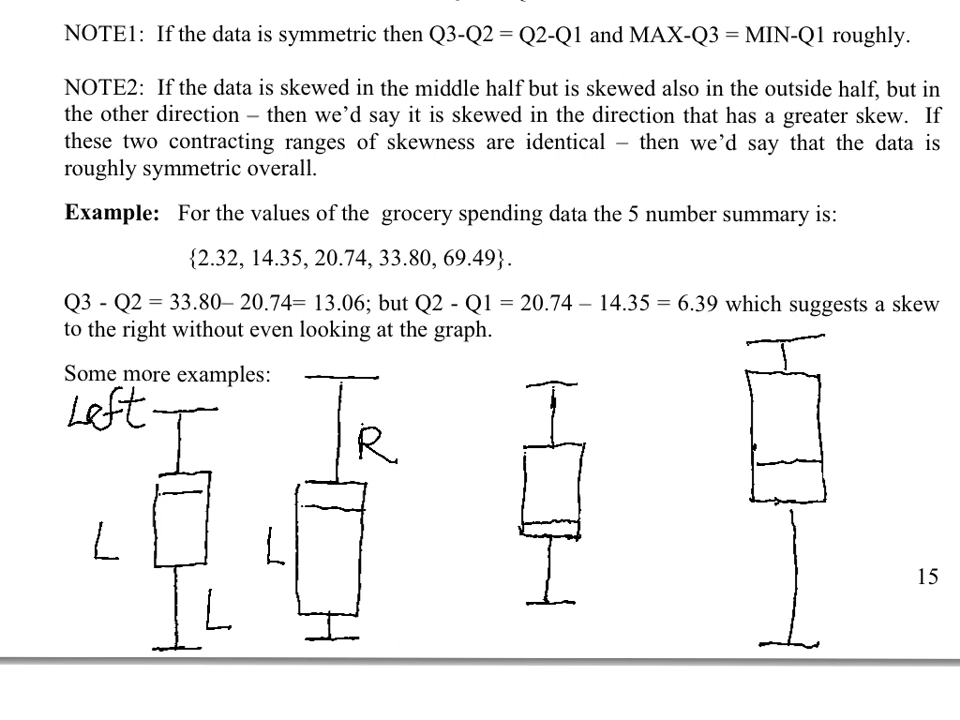 NOTE1: If the data is symmetric then Q3-Q2 = Q2-Q1 and MAX-Q3 = MIN-Q1 roughly.
NOTE2: If the data is skewed in the middle half but is skewed also in the outside half, but in
the other direction – then we’d say it is skewed in the direction that has a greater skew. If
these two contracting ranges of skewness are identical – then we’d say that the data is
roughly symmetric overall.
Example: For the values of the grocery spending data the 5 number summary is:
{2.32, 14.35, 20.74, 33.80, 69.49}.
Q3 - Q2 = 33.80– 20.74= 13.06; but Q2 - Q1 = 20.74 – 14.35 = 6.39 which suggests a skew
to the right without even looking at the graph.
Some more examples:
Left
R
L
L
L
15